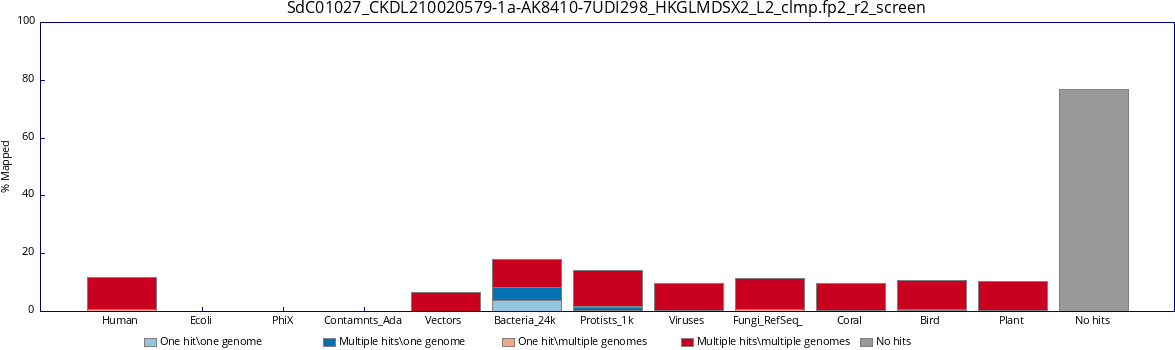 SdC01027_CKDL210020579-1a-AK8410-7UDI298_HKGLMDSX2_L2_clmp.fp2_r2_screen
100
80
60
40
20
0
% Mapped
Human Ecoli PhiX Contamnts_Ada Vectors Bacteria_24k Protists_1k Viruses Fungi_RefSeq_ Coral Bird Plant No hits
One hit\one genome Multiple hits\one genome One hit\multiple genomes Multiple hits\multiple genomes No hits